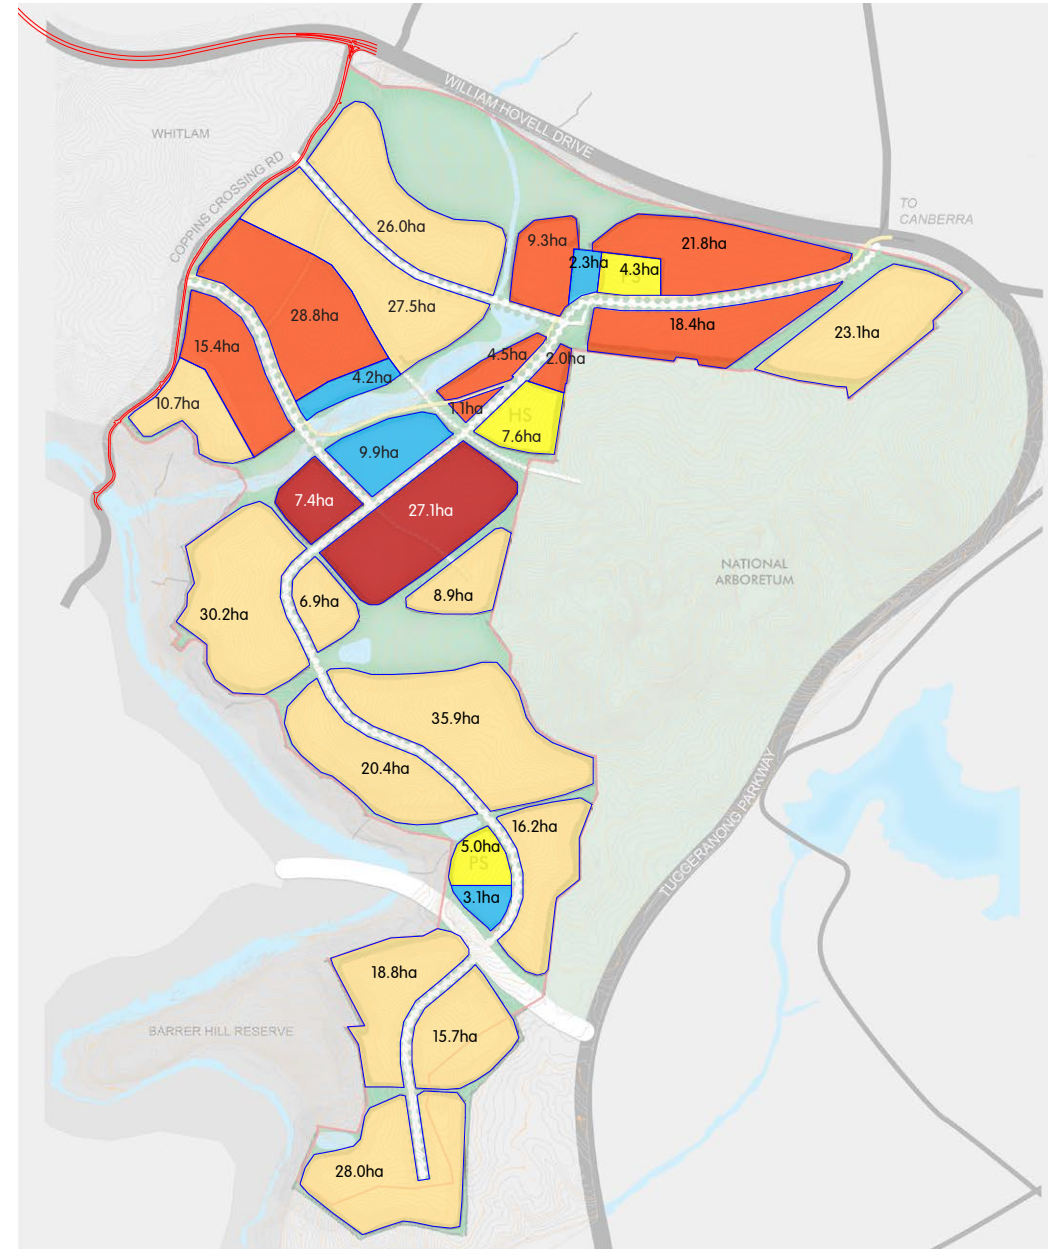 WILLIAM HOVELL DRIVE
WHITLAM
COPPINS CROSSING RD
TO
CANBERRA
26.0ha
9.3ha
21.8ha
2.3ha
4.3ha
PS
27.5ha
28.8ha
18.4ha
23.1ha
15.4ha
4.5ha
2.0ha
4.2ha
10.7ha
1.1ha
HS
7.6ha
9.9ha
7.4ha
27.1ha
NATIONAL
ARBORETUM
8.9ha
6.9ha
30.2ha
35.9ha
20.4ha
TUGGERANONG PARKWAY
16.2ha
5.0ha
PS
3.1ha
18.8ha
BARRER HILL RESERVE
15.7ha
28.0ha